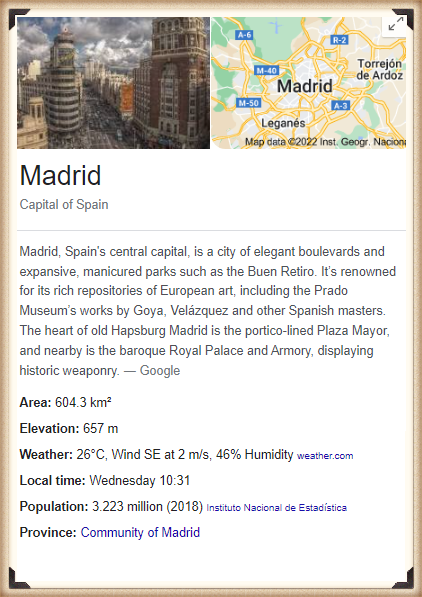 A-6
R-2
Torrejón
de Ardoz
M-40
Madrid
M-50
A-3
Leganés
Map data ©2022 Inst. Geogr. Naciona
Madrid
Capital of Spain
Madrid, Spain's central capital, is a city of elegant boulevards and
expansive, manicured parks such as the Buen Retiro. It's renowned
for its rich repositories of European art, including the Prado
Museum's works by Goya, Velázquez and other Spanish masters.
The heart of old Hapsburg Madrid is the portico-lined Plaza Mayor,
and nearby is the baroque Royal Palace and Armory, displaying
historic weaponry. — Google
Area: 604.3 km²
Elevation: 657 m
Weather: 26°C, Wind SE at 2 m/s, 46% Humidity weather.com
Local time: Wednesday 10:31
Population: 3.223 million (2018) Instituto Nacional de Estadística
Province: Community of Madrid